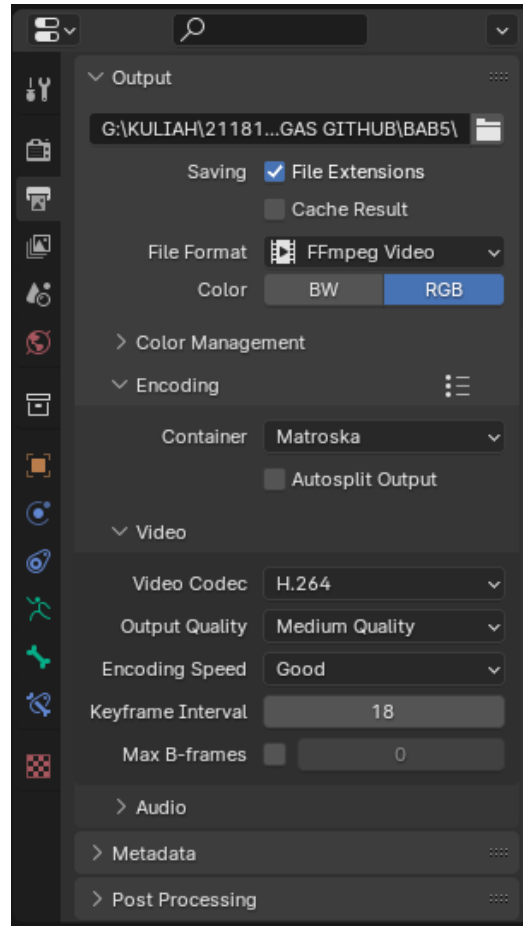 Output
G:\KULIAH\21181...GAS GITHUB\BAB5\
Saving File Extensions
Cache Result
File Format FFmpeg Video
Color BW RGB
Color Management
Encoding
Container Matroska
Autosplit Output
Video
Video Codec H.264
Output Quality Medium Quality
Encoding Speed Good
Keyframe Interval 18
Max B-frames 0
Audio
Metadata
Post Processing